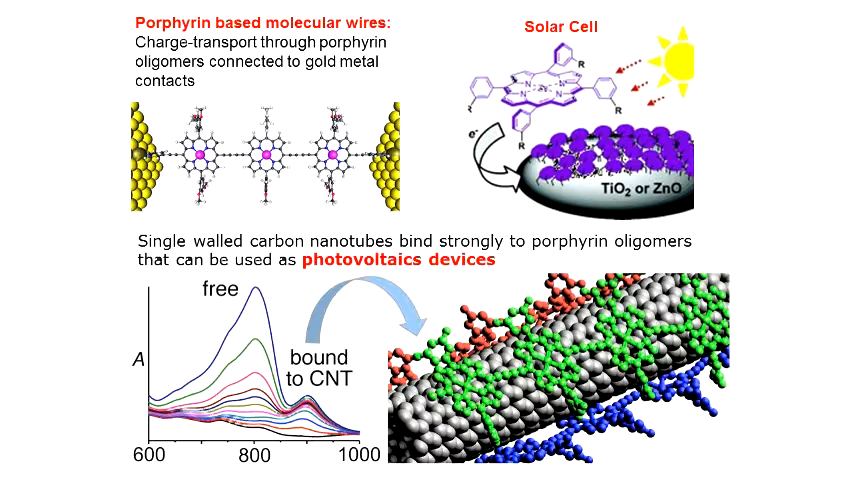 Porphyrin based molecular wires:
Charge-transport through porphyrin
oligomers connected to gold metal
contacts
Solar Cell
R
N
N
N
N
R
R
R
e⁻
TiO₂ or ZnO
Single walled carbon nanotubes bind strongly to porphyrin oligomers
that can be used as photovoltaics devices
free
A
bound
to CNT
600
800
1000